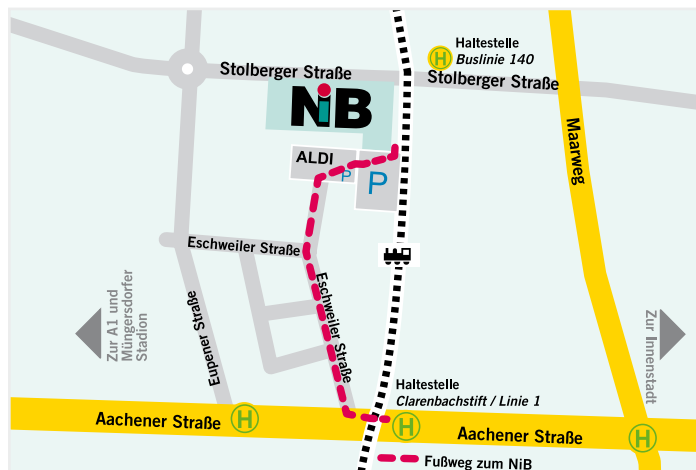 Haltestelle
Buslinie 140
H
Stolberger Straße
Stolberger Straße
NiB
Maarweg
ALDI
P
P
Eschweiler Straße
Eschweiler Straße
Eupener Straße
Zur A1 und
Müngersdorfer
Stadion
Zur Innenstadt
Haltestelle
Clarenbachstift / Linie 1
Aachener Straße
H
H
Aachener Straße
H
Fußweg zum NiB